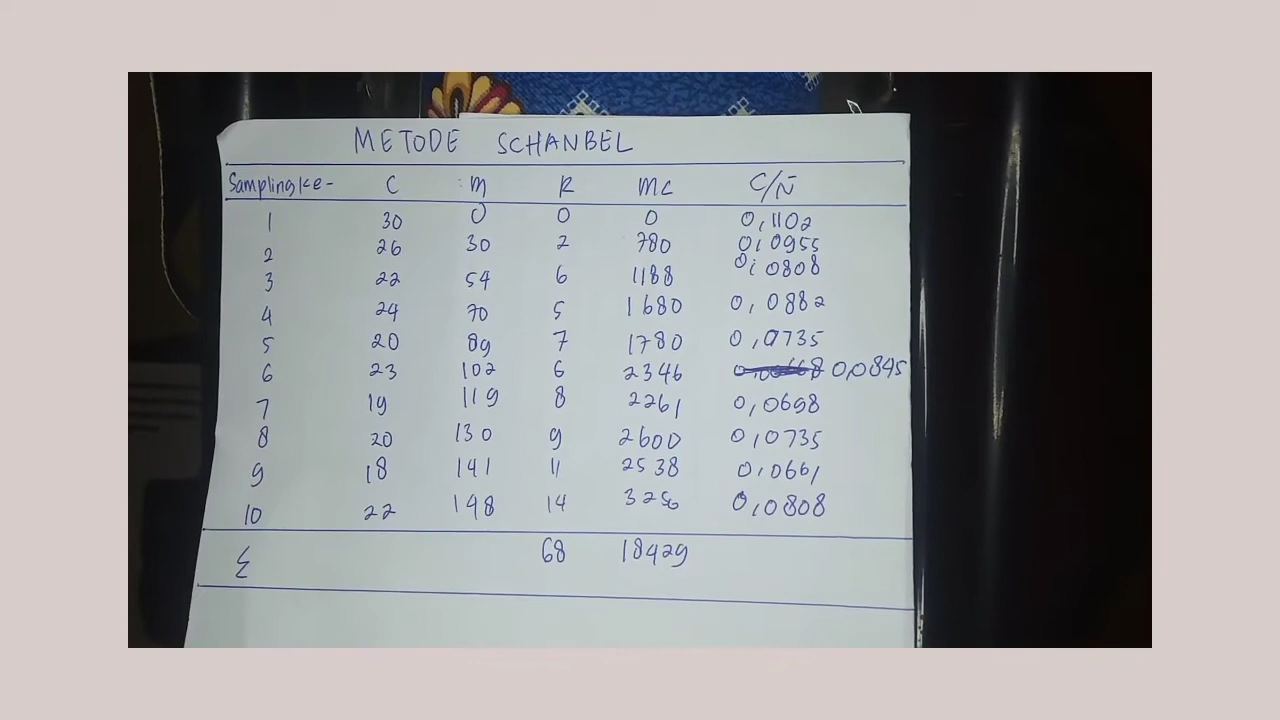 METODE SCHANBEL
Sampling ke- C M R MC C/N̄
1 30 0 0 0 0,1102
2 26 30 2 780 0,0955
3 22 54 6 1188 0,0808
4 24 70 5 1680 0,0882
5 20 89 7 1780 0,0735
6 23 102 6 2346 0,0845
7 19 119 8 2261 0,0698
8 20 130 9 2600 0,0735
9 18 141 11 2538 0,0661
10 22 148 14 3256 0,0808
Σ 68 18429